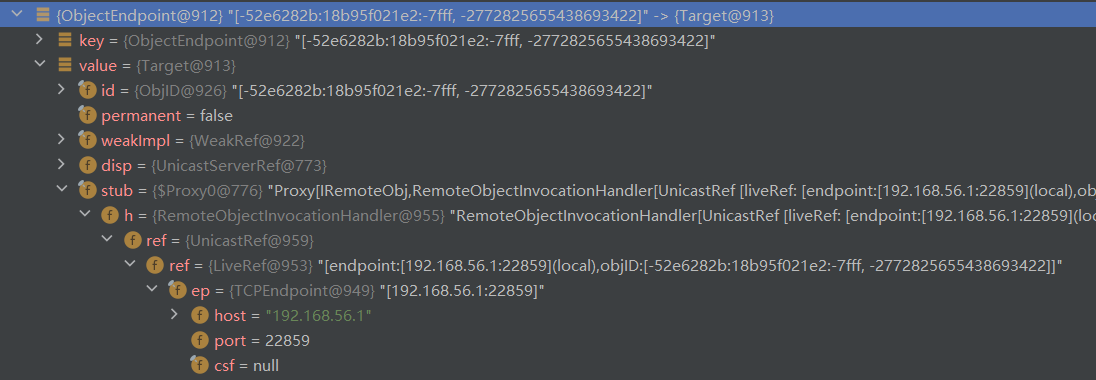 {ObjectEndpoint@912} "[-52e6282b:18b95f021e2:-7fff, -2772825655438693422]" -> {Target@913}
key = {ObjectEndpoint@912} "[-52e6282b:18b95f021e2:-7fff, -2772825655438693422]"
value = {Target@913}
f id = {ObjID@926} "[-52e6282b:18b95f021e2:-7fff, -2772825655438693422]"
f permanent = false
f weakImpl = {WeakRef@922}
f disp = {UnicastServerRef@773}
f stub = {$Proxy0@776} "Proxy[IRemoteObj,RemoteObjectInvocationHandler[UnicastRef [liveRef: [endpoint:[192.168.56.1:22859](local),ob
f h = {RemoteObjectInvocationHandler@955} "RemoteObjectInvocationHandler[UnicastRef [liveRef: [endpoint:[192.168.56.1:22859](loc
f ref = {UnicastRef@959}
f ref = {LiveRef@953} "[endpoint:[192.168.56.1:22859](local),objID:[-52e6282b:18b95f021e2:-7fff, -2772825655438693422]]"
f ep = {TCPEndpoint@949} "[192.168.56.1:22859]"
f host = "192.168.56.1"
f port = 22859
f csf = null